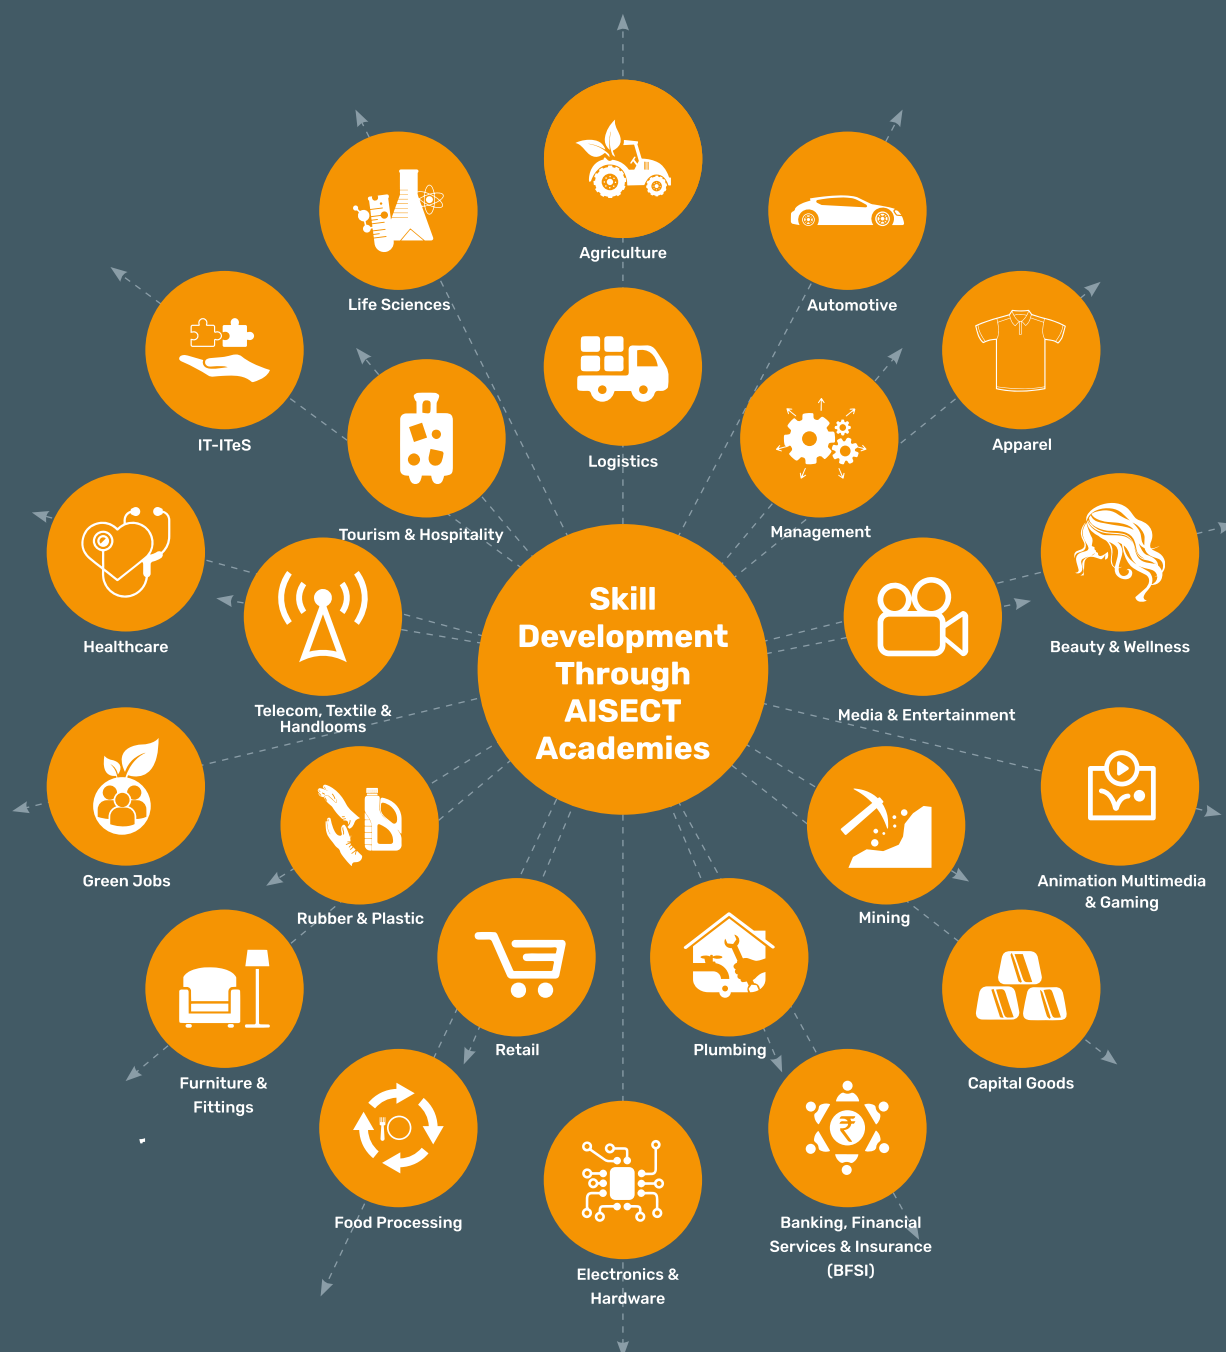 Agriculture
Life Sciences
Automotive
IT-ITeS
Logistics
Apparel
Tourism & Hospitality
Management
Healthcare
Beauty & Wellness
Skill
Development
Through
AISECT
Academies
Telecom, Textile &
Handlooms
Media & Entertainment
Green Jobs
Animation Multimedia
& Gaming
Rubber & Plastic
Mining
Retail
Plumbing
Furniture &
Fittings
Capital Goods
₹
Food Processing
Banking, Financial
Services & Insurance
(BFSI)
Electronics &
Hardware